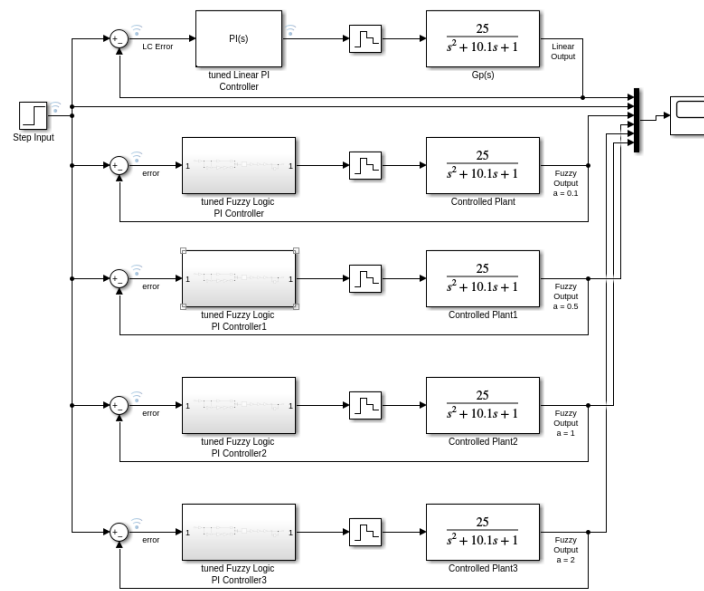 PI(s)
LC Error
tuned Linear PI
Controller
25
s² + 10.1s + 1
Gp(s)
Linear
Output
Step Input
+
−
1
1
error
tuned Fuzzy Logic
PI Controller
25
s² + 10.1s + 1
Controlled Plant
Fuzzy
Output
a = 0.1
+
−
1
1
error
tuned Fuzzy Logic
PI Controller1
25
s² + 10.1s + 1
Controlled Plant1
Fuzzy
Output
a = 0.5
+
−
1
1
error
tuned Fuzzy Logic
PI Controller2
25
s² + 10.1s + 1
Controlled Plant2
Fuzzy
Output
a = 1
+
−
1
1
error
tuned Fuzzy Logic
PI Controller3
25
s² + 10.1s + 1
Controlled Plant3
Fuzzy
Output
a = 2
+
−